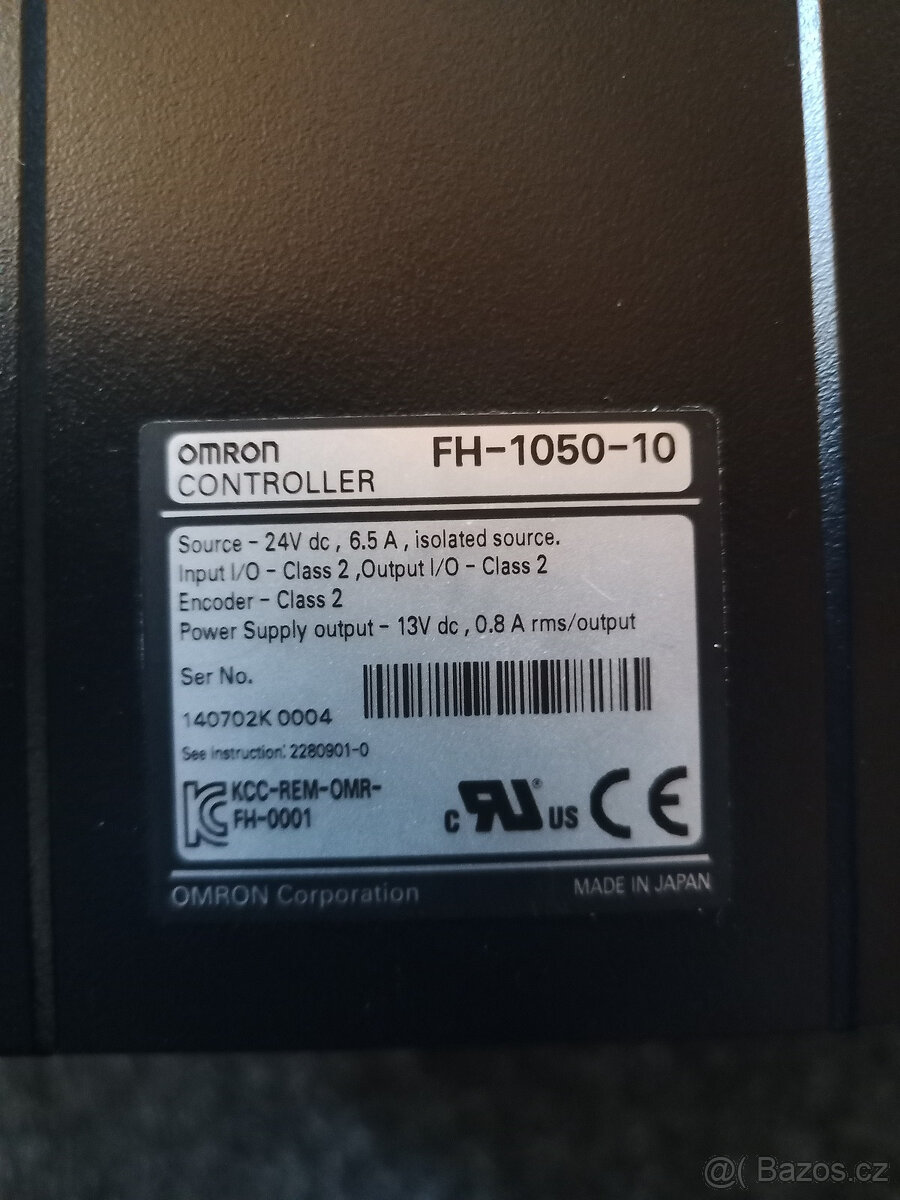 OMRON
FH-1050-10
CONTROLLER
Source - 24V dc , 6.5 A , isolated source.
Input I/O - Class 2 ,Output I/O - Class 2
Encoder - Class 2
Power Supply output - 13V dc , 0.8 A rms/output
Ser No.
140702K 0004
See instruction: 2280901-0
KCC-REM-OMR-
FH-0001
c RU ® US CE
OMRON Corporation
MADE IN JAPAN
@( Bazos.cz